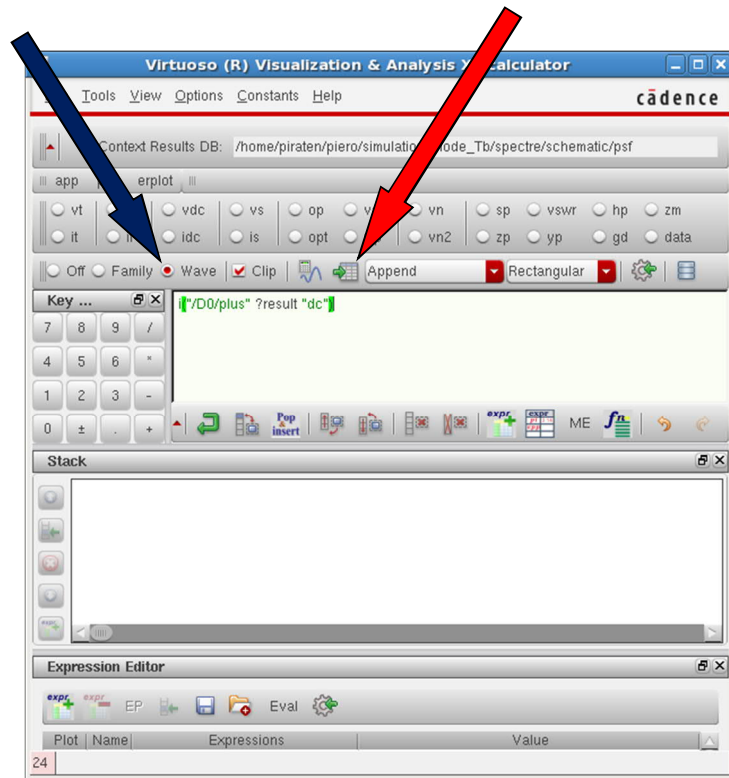 Virtuoso (R) Visualization & Analysis Calculator
Tools View Options Constants Help
cādence
Context Results DB: /home/piraten/piero/simulation ode_Tb/spectre/schematic/psf
app erplot
vt vdc vs op vn sp vswr hp zm
it idc is opt vn2 zp yp gd data
Off Family Wave Clip Append Rectangular
Key ...
i("/D0/plus" ?result "dc")
7 8 9 /
4 5 6 *
1 2 3 -
0 ± . +
Pop insert expr expr ME fn
Stack
expr
Expression Editor
expr expr EP Eval
Plot Name Expressions Value
24